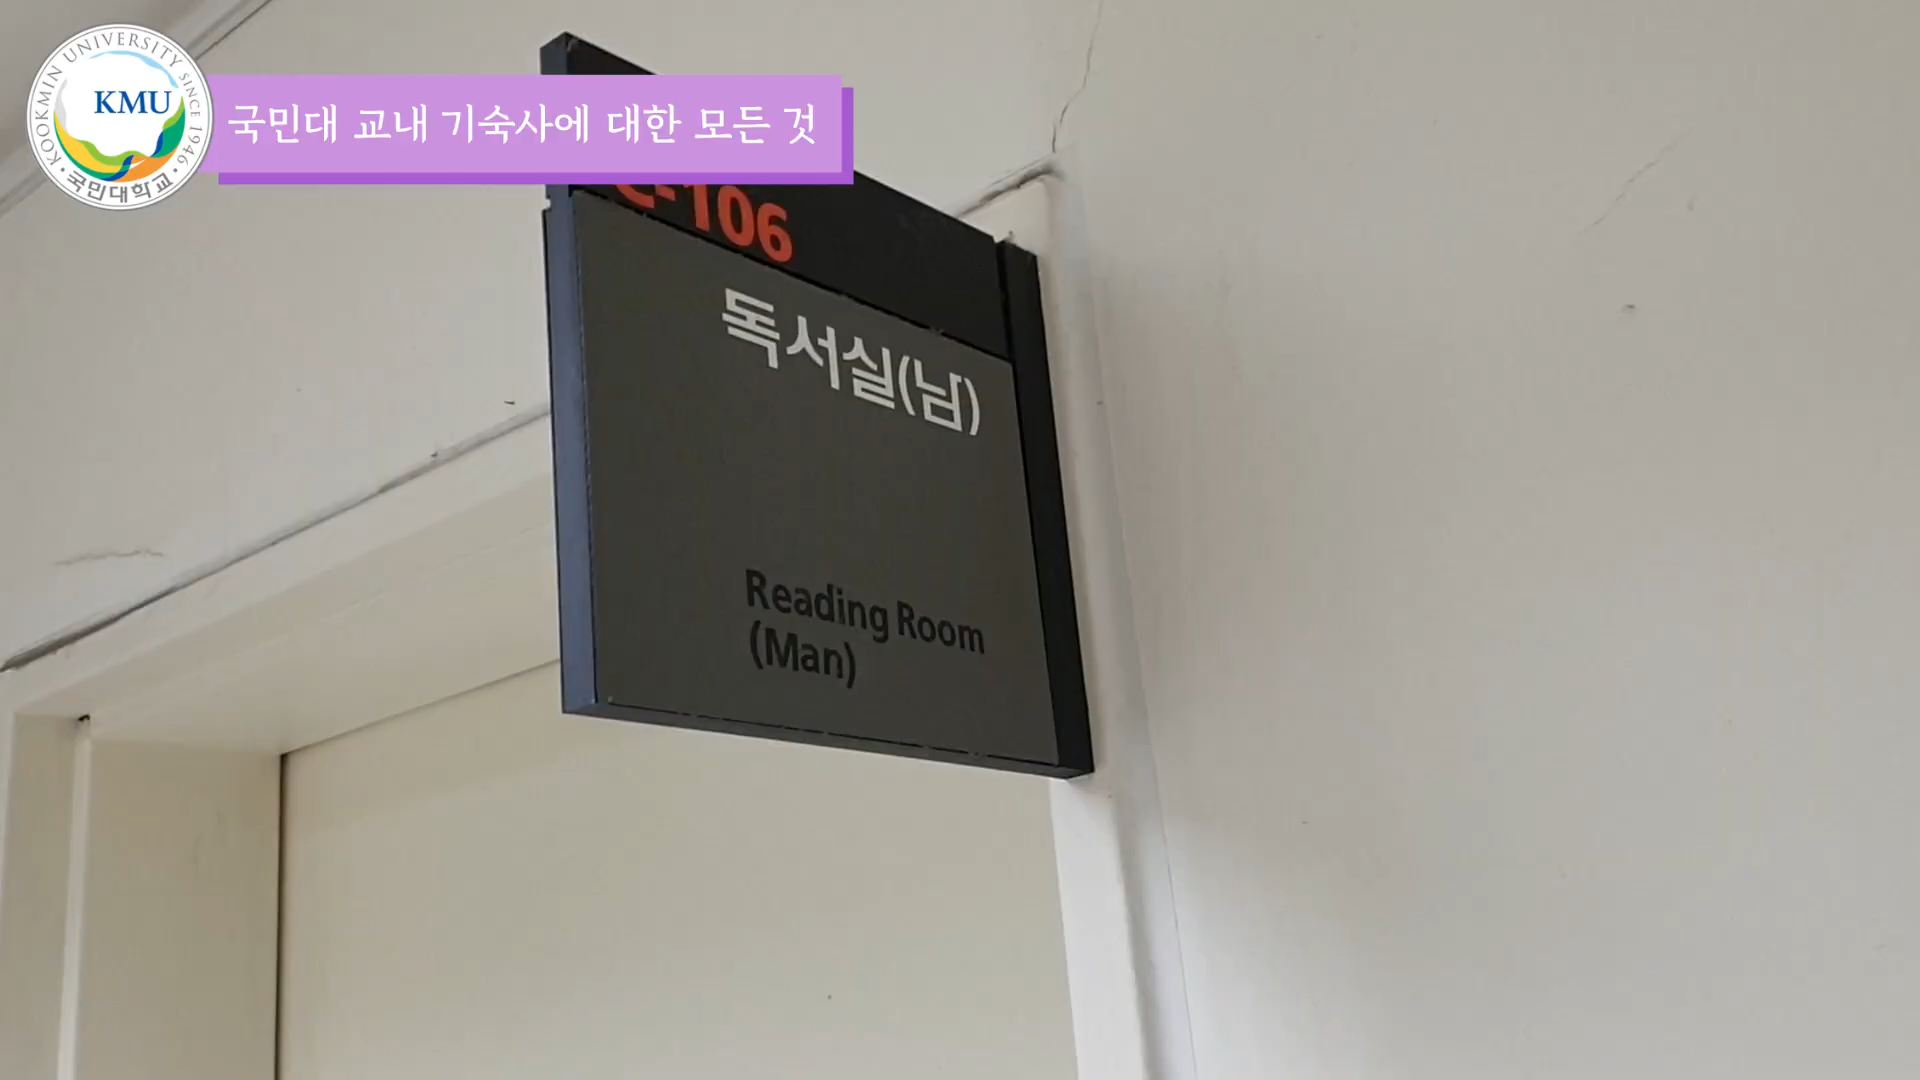 KOOKMIN UNIVERSITY SINCE 1946
KMU
국민대학교
국민대 교내 기숙사에 대한 모든 것
C-106
독서실(남)
Reading Room
(Man)